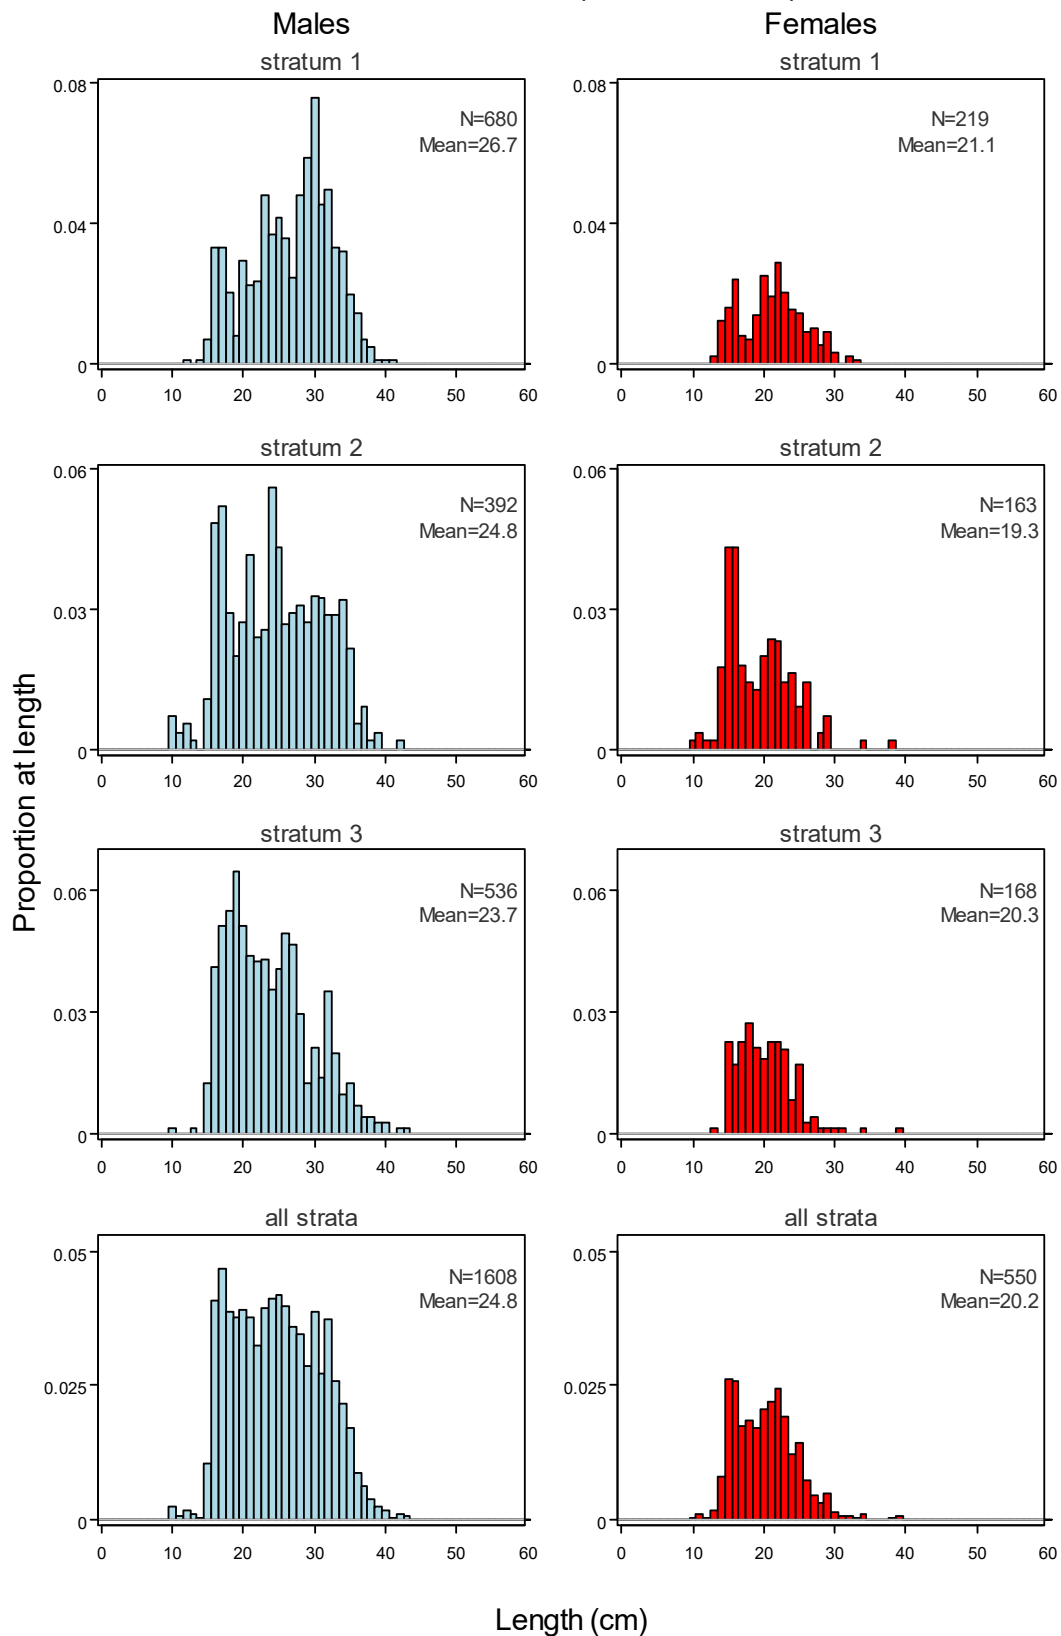 Males
Females
stratum 1
stratum 1
0.08
0.04
0
N=680
Mean=26.7
0 10 20 30 40 50 60
0.08
0.04
0
N=219
Mean=21.1
0 10 20 30 40 50 60
stratum 2
stratum 2
0.06
0.03
0
N=392
Mean=24.8
0 10 20 30 40 50 60
0.06
0.03
0
N=163
Mean=19.3
0 10 20 30 40 50 60
Proportion at length
stratum 3
stratum 3
0.06
0.03
0
N=536
Mean=23.7
0 10 20 30 40 50 60
0.06
0.03
0
N=168
Mean=20.3
0 10 20 30 40 50 60
all strata
all strata
0.05
0.025
0
N=1608
Mean=24.8
0 10 20 30 40 50 60
0.05
0.025
0
N=550
Mean=20.2
0 10 20 30 40 50 60
Length (cm)